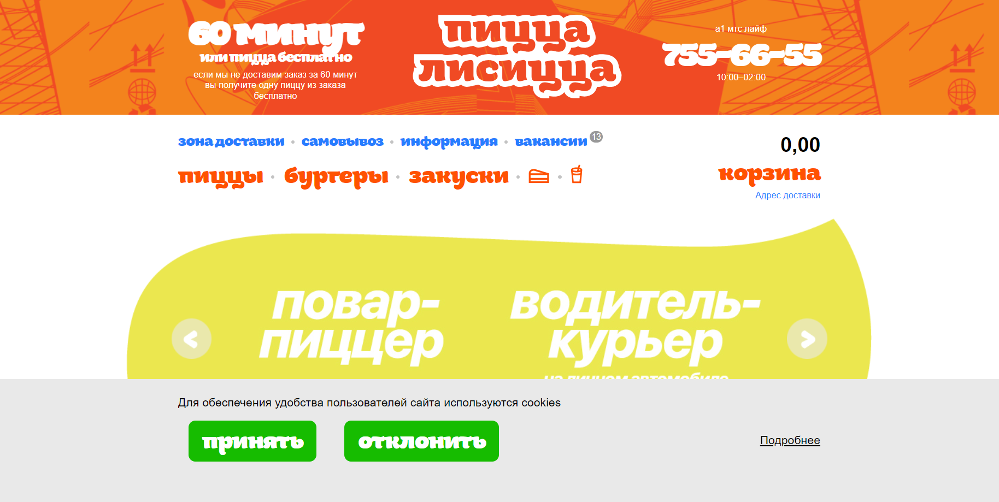 60 минут
или пицца бесплатно
если мы не доставим заказ за 60 минут
вы получите одну пиццу из заказа
бесплатно
пицца
лисицца
а1 мтс лайф
755-66-55
10:00–02:00
зона доставки • самовывоз • информация • вакансии 13
пиццы • бургеры • закуски
0,00
корзина
Адрес доставки
повар-
пиццер
водитель-
курьер
на личном автомобиле
Для обеспечения удобства пользователей сайта используются cookies
принять
отклонить
Подробнее